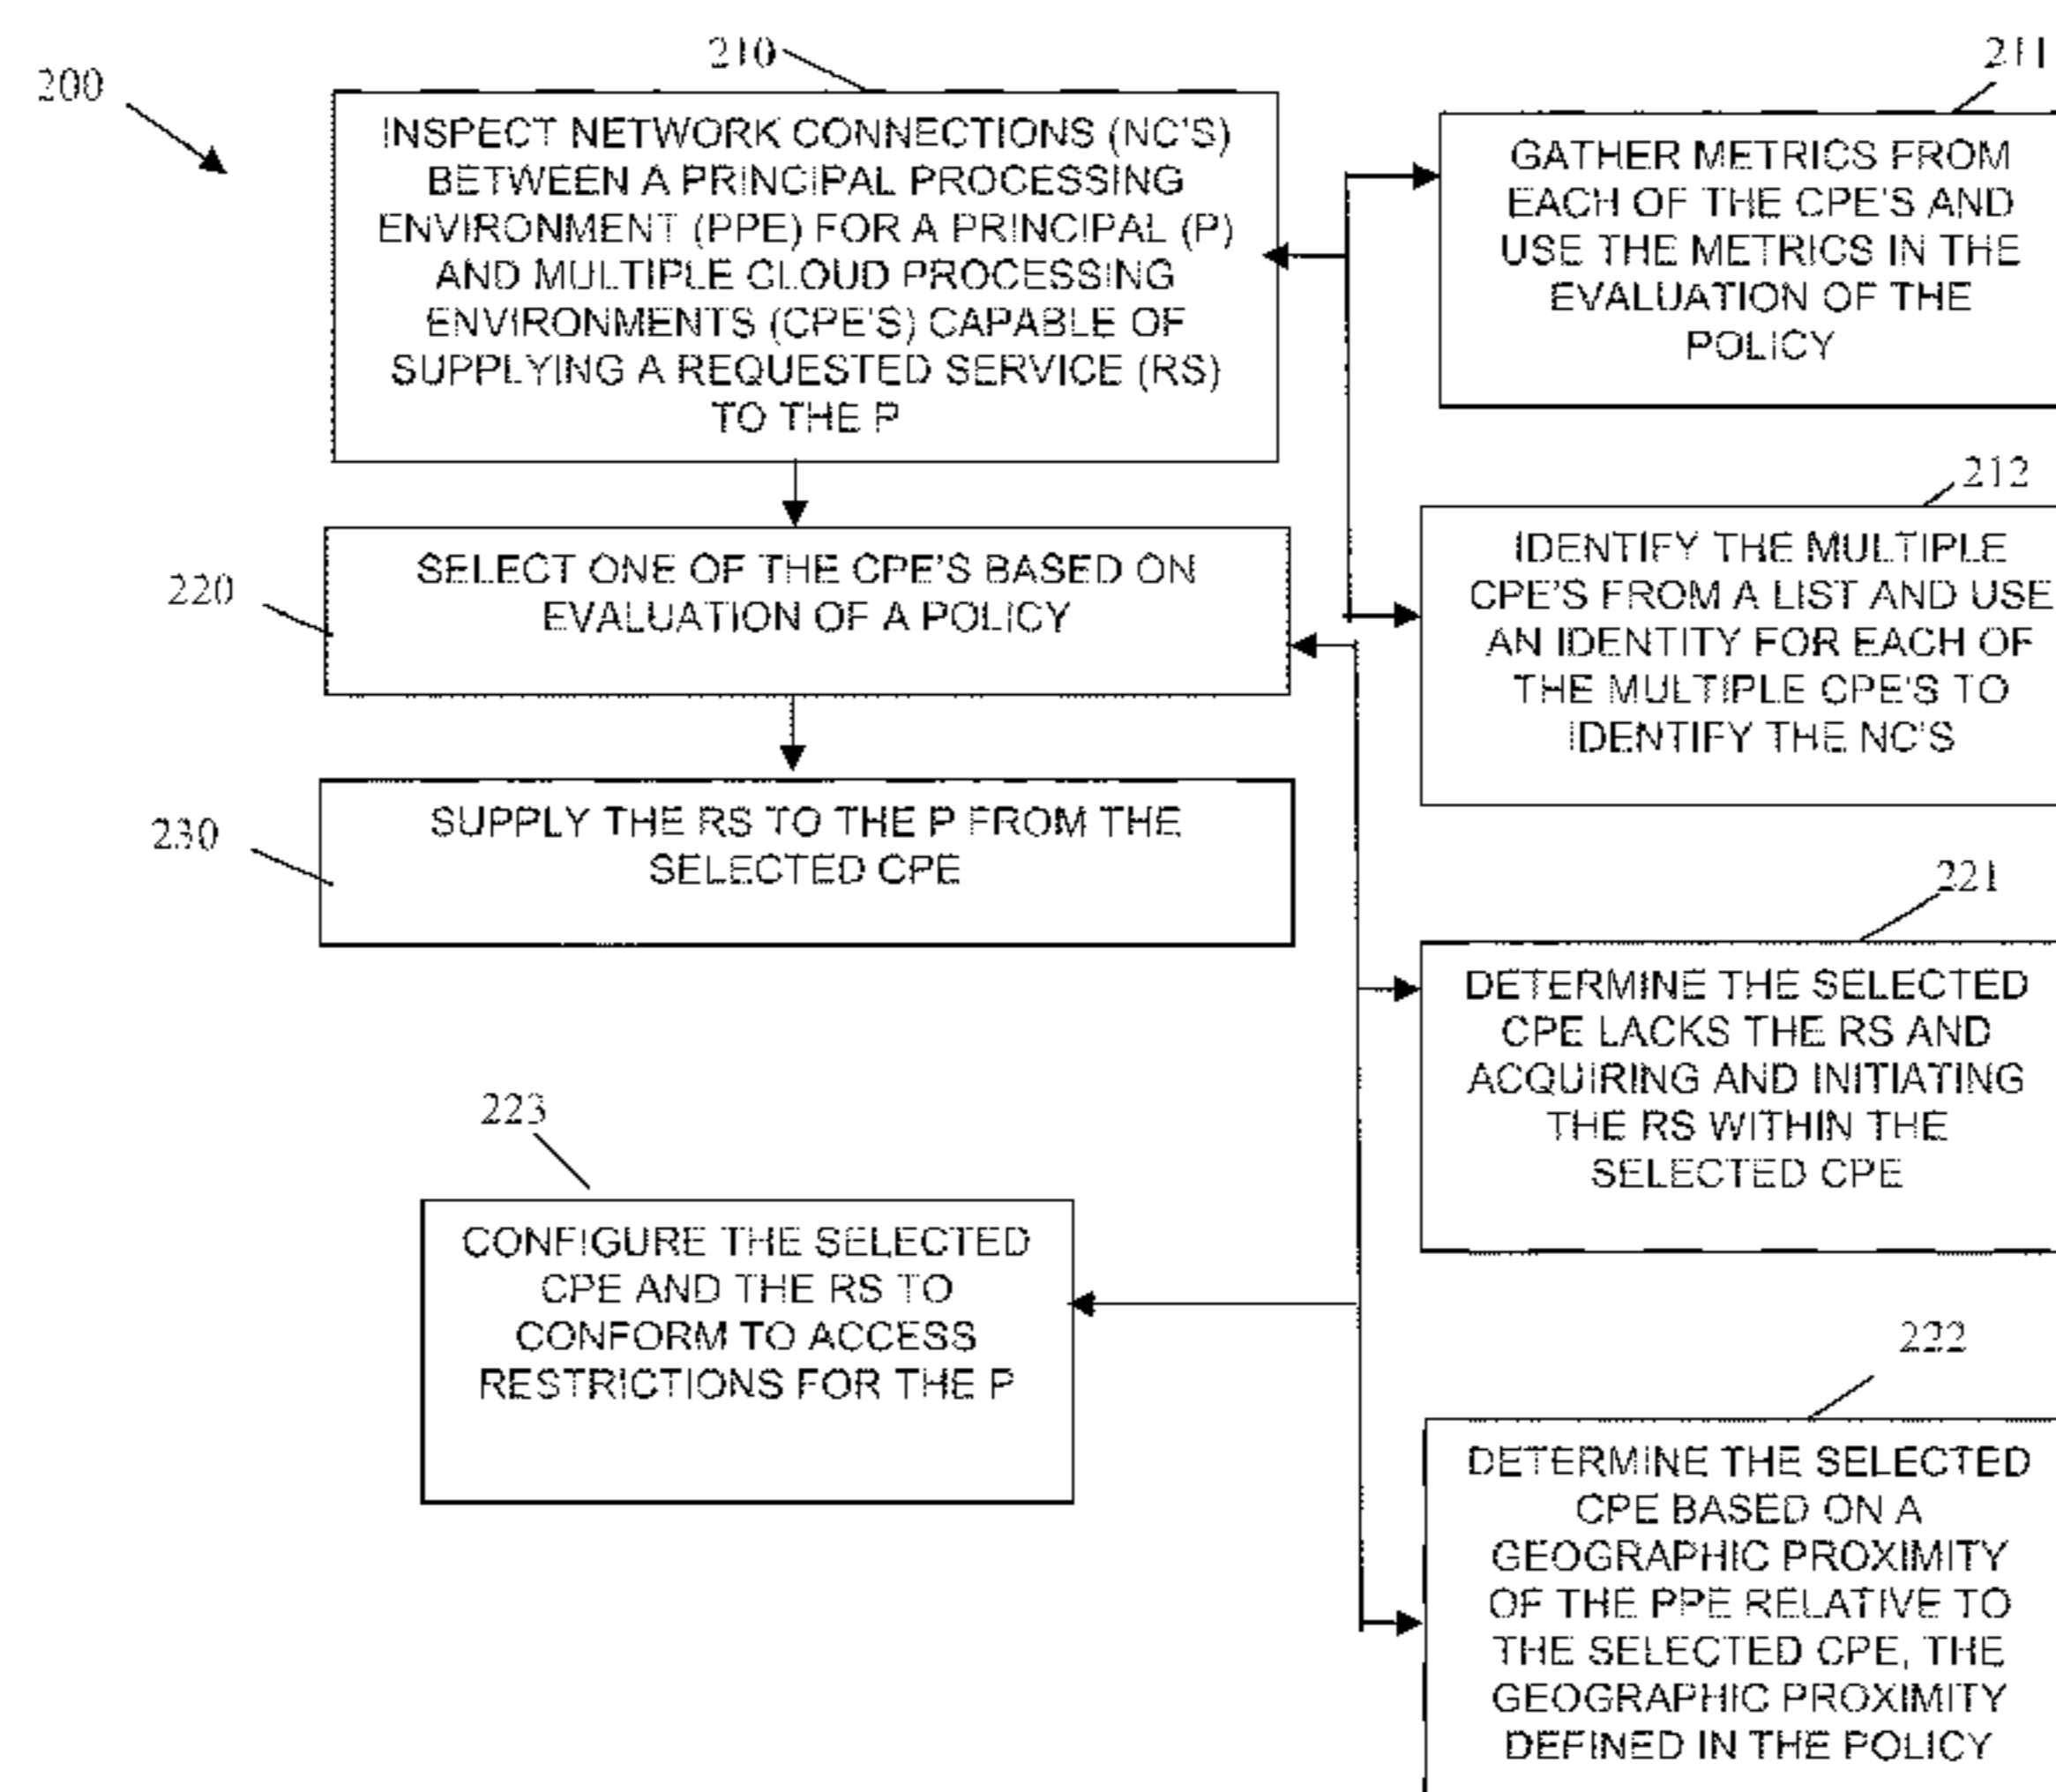 200
210
INSPECT NETWORK CONNECTIONS (NC'S)
BETWEEN A PRINCIPAL PROCESSING
ENVIRONMENT (PPE) FOR A PRINCIPAL (P)
AND MULTIPLE CLOUD PROCESSING
ENVIRONMENTS (CPE'S) CAPABLE OF
SUPPLYING A REQUESTED SERVICE (RS)
TO THE P
211
GATHER METRICS FROM
EACH OF THE CPE'S AND
USE THE METRICS IN THE
EVALUATION OF THE
POLICY
212
IDENTIFY THE MULTIPLE
CPE'S FROM A LIST AND USE
AN IDENTITY FOR EACH OF
THE MULTIPLE CPE'S TO
IDENTIFY THE NC'S
220
SELECT ONE OF THE CPE'S BASED ON
EVALUATION OF A POLICY
230
SUPPLY THE RS TO THE P FROM THE
SELECTED CPE
221
DETERMINE THE SELECTED
CPE LACKS THE RS AND
ACQUIRING AND INITIATING
THE RS WITHIN THE
SELECTED CPE
223
CONFIGURE THE SELECTED
CPE AND THE RS TO
CONFORM TO ACCESS
RESTRICTIONS FOR THE P
222
DETERMINE THE SELECTED
CPE BASED ON A
GEOGRAPHIC PROXIMITY
OF THE PPE RELATIVE TO
THE SELECTED CPE, THE
GEOGRAPHIC PROXIMITY
DEFINED IN THE POLICY